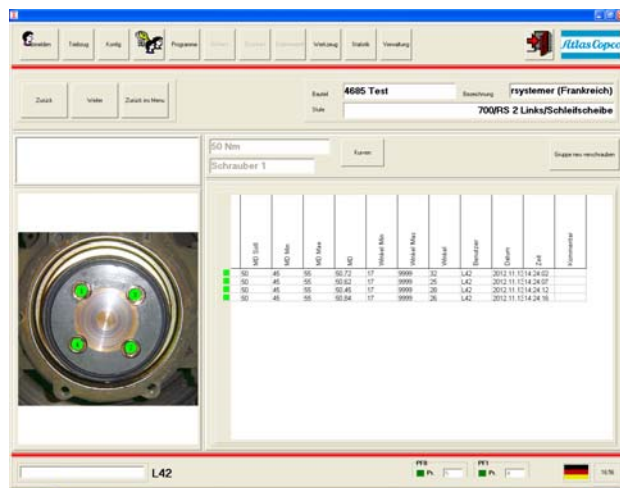 Anmelden Teilzug Konfig Programme Werkzeug Statistik Verwaltung Atlas Copco
Zurück Weiter Zurück ins Menu
Bauteil 4685 Test Bezeichnung rsystemer (Frankreich)
Stufe 700/RS 2 Links/Schleifscheibe
50 Nm
Schrauber 1
Kurven
Gruppe neu verschrauben
MD Soll MD Min MD Max MD Winkel Min Winkel Max Winkel Benutzer Datum Zeit Kommentar
50 45 55 50,72 17 9999 32 L42 2012.11.13 14:24:02
50 45 55 50,62 17 9999 25 L42 2012.11.13 14:24:07
50 45 55 50,45 17 9999 28 L42 2012.11.13 14:24:12
50 45 55 50,84 17 9999 26 L42 2012.11.13 14:24:16
L42